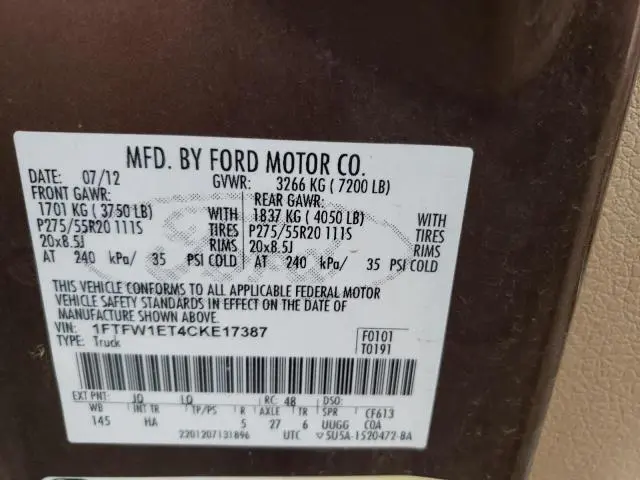 MFD. BY FORD MOTOR CO.
DATE: 07/12 GVWR: 3266 KG ( 7200 LB)
FRONT GAWR: REAR GAWR:
1701 KG ( 3750 LB) WITH 1837 KG ( 4050 LB) WITH
P275/55R20 111S TIRES P275/55R20 111S TIRES
20x8.5J RIMS 20x8.5J RIMS
AT 240 kPa/ 35 PSI COLD AT 240 kPa/ 35 PSI COLD
THIS VEHICLE CONFORMS TO ALL APPLICABLE FEDERAL MOTOR
VEHICLE SAFETY STANDARDS IN EFFECT ON THE DATE OF
MANUFACTURE SHOWN ABOVE.
VIN: 1FTFW1ET4CKE17387 F0101
TYPE: Truck T0191
EXT PNT: JQ LQ RC: 48 DSO:
WB INT TR TP/PS R AXLE TR SPR CF613
145 HA 5 27 6 UUGG COA
2201207131896 UTC SU5A-1520472-BA